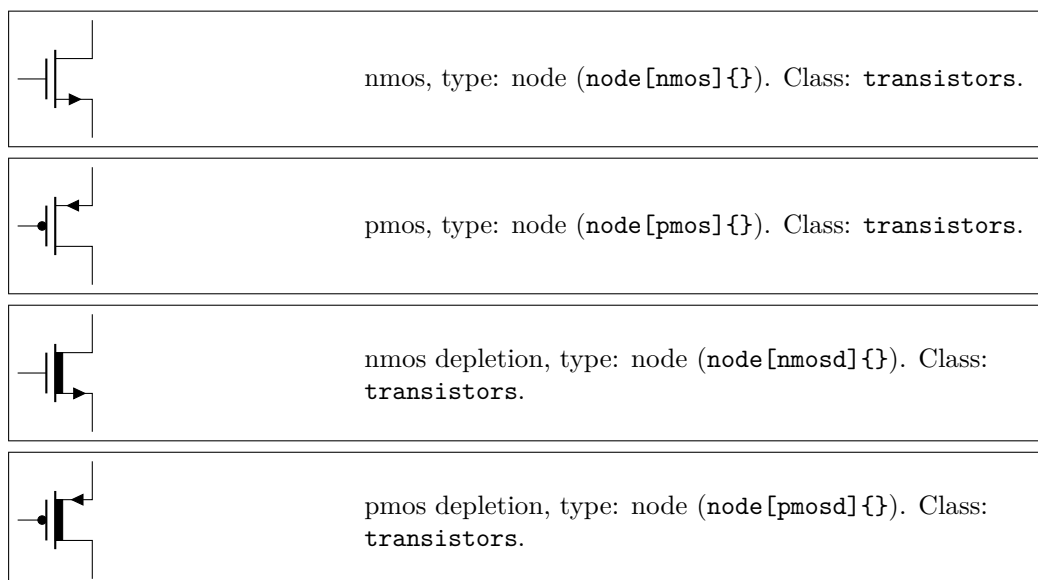 nmos, type: node (node[nmos]{}). Class: transistors.
pmos, type: node (node[pmos]{}). Class: transistors.
nmos depletion, type: node (node[nmosd]{}). Class:
transistors.
pmos depletion, type: node (node[pmosd]{}). Class:
transistors.